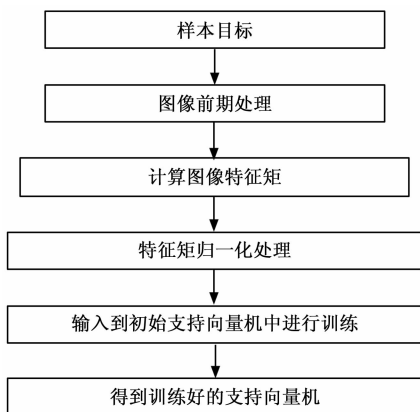 样本目标
图像前期处理
计算图像特征矩
特征矩归一化处理
输入到初始支持向量机中进行训练
得到训练好的支持向量机